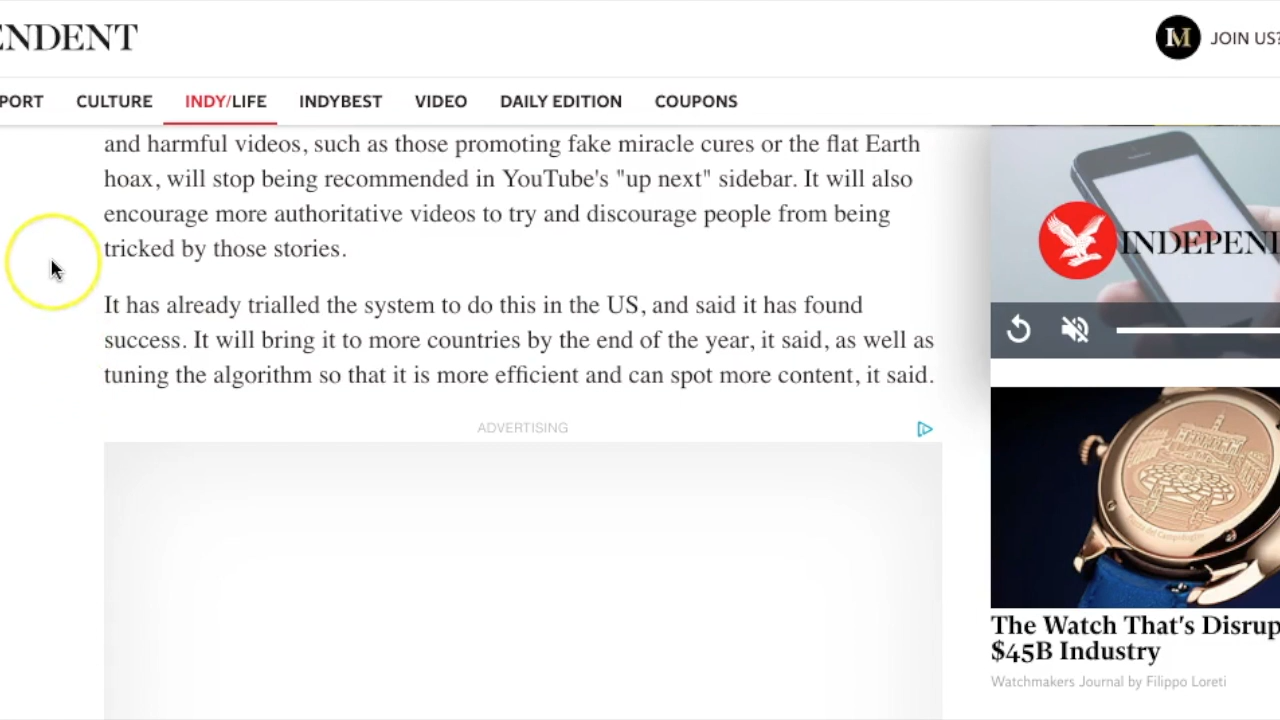 ENDENT
JOIN US?
PORT CULTURE INDY/LIFE INDYBEST VIDEO DAILY EDITION COUPONS
and harmful videos, such as those promoting fake miracle cures or the flat Earth
hoax, will stop being recommended in YouTube's "up next" sidebar. It will also
encourage more authoritative videos to try and discourage people from being
tricked by those stories.
It has already trialled the system to do this in the US, and said it has found
success. It will bring it to more countries by the end of the year, it said, as well as
tuning the algorithm so that it is more efficient and can spot more content, it said.
ADVERTISING
INDEPEN
The Watch That's Disrup
$45B Industry
Watchmakers Journal by Filippo Loreti